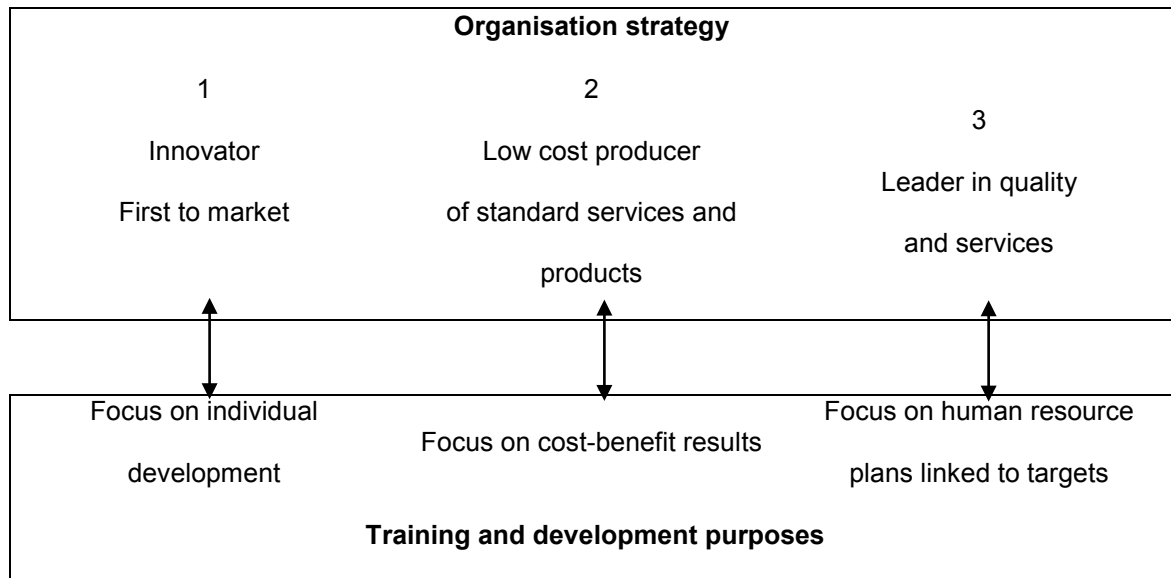 Organisation strategy
1
Innovator
First to market
2
Low cost producer
of standard services and
products
3
Leader in quality
and services
Focus on individual
development
Focus on cost-benefit results
Focus on human resource
plans linked to targets
Training and development purposes